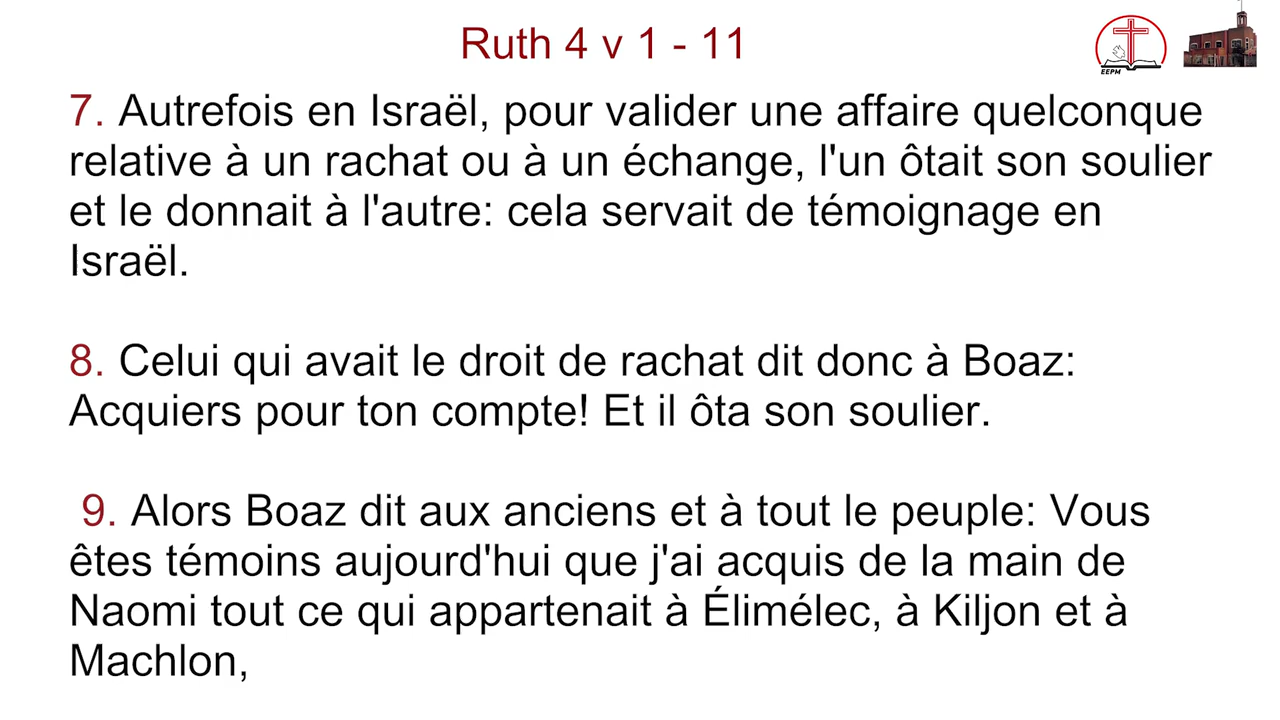 Ruth 4 v 1 - 11
EEPM
7. Autrefois en Israël, pour valider une affaire quelconque
relative à un rachat ou à un échange, l'un ôtait son soulier
et le donnait à l'autre: cela servait de témoignage en
Israël.
8. Celui qui avait le droit de rachat dit donc à Boaz:
Acquiers pour ton compte! Et il ôta son soulier.
9. Alors Boaz dit aux anciens et à tout le peuple: Vous
êtes témoins aujourd'hui que j'ai acquis de la main de
Naomi tout ce qui appartenait à Élimélec, à Kiljon et à
Machlon,